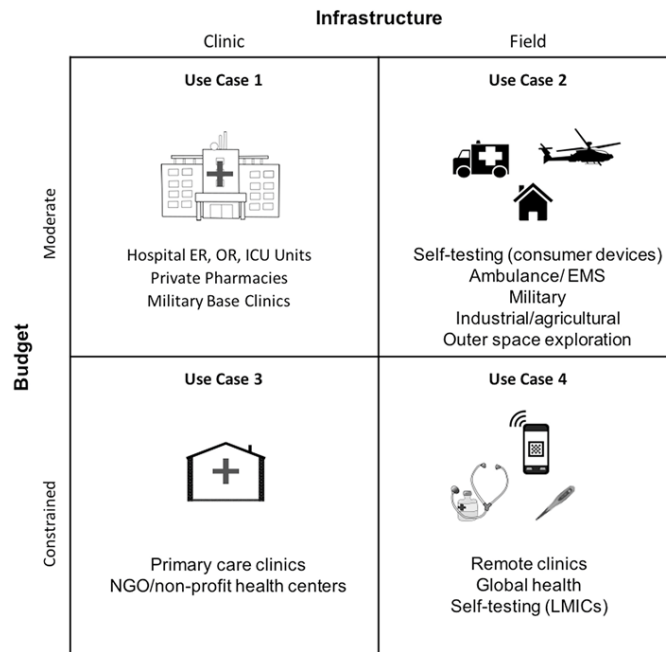 Infrastructure
Clinic
Field
Budget
Moderate
Use Case 1
Hospital ER, OR, ICU Units
Private Pharmacies
Military Base Clinics
Use Case 2
Self-testing (consumer devices)
Ambulance/ EMS
Military
Industrial/agricultural
Outer space exploration
Constrained
Use Case 3
Primary care clinics
NGO/non-profit health centers
Use Case 4
Remote clinics
Global health
Self-testing (LMICs)